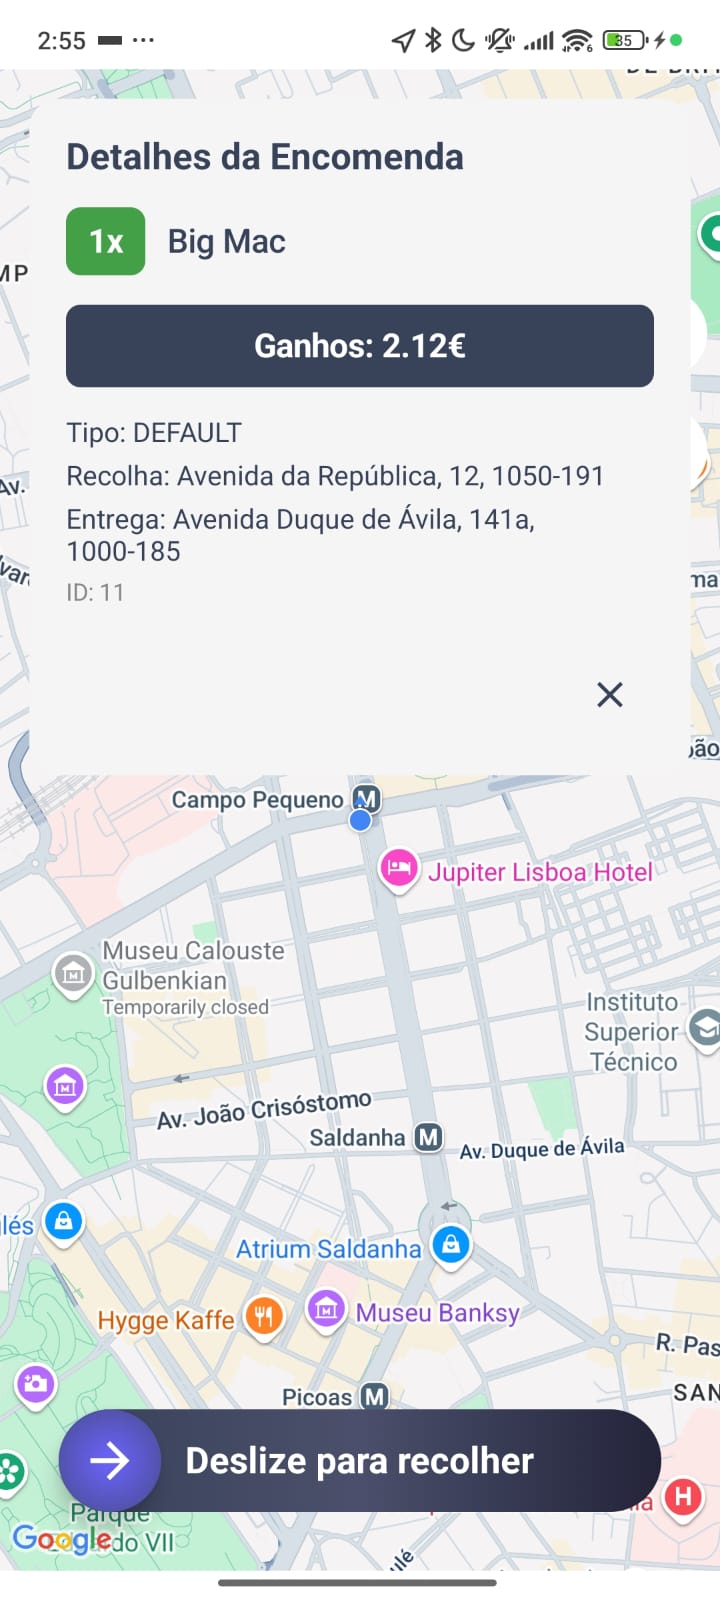 2:55
35
6
Detalhes da Encomenda
1x Big Mac
Ganhos: 2.12€
Tipo: DEFAULT
Recolha: Avenida da República, 12, 1050-191
Entrega: Avenida Duque de Ávila, 141a,
1000-185
ID: 11
Av.
Campo Pequeno M
Jupiter Lisboa Hotel
Museu Calouste
Gulbenkian
Temporarily closed
Instituto
Superior
Técnico
Av. João Crisóstomo
Saldanha M
Av. Duque de Ávila
Atrium Saldanha
Hygge Kaffe
Museu Banksy
R. Pas
SAN
Picoas M
Deslize para recolher
H
Parque
do VII
Google